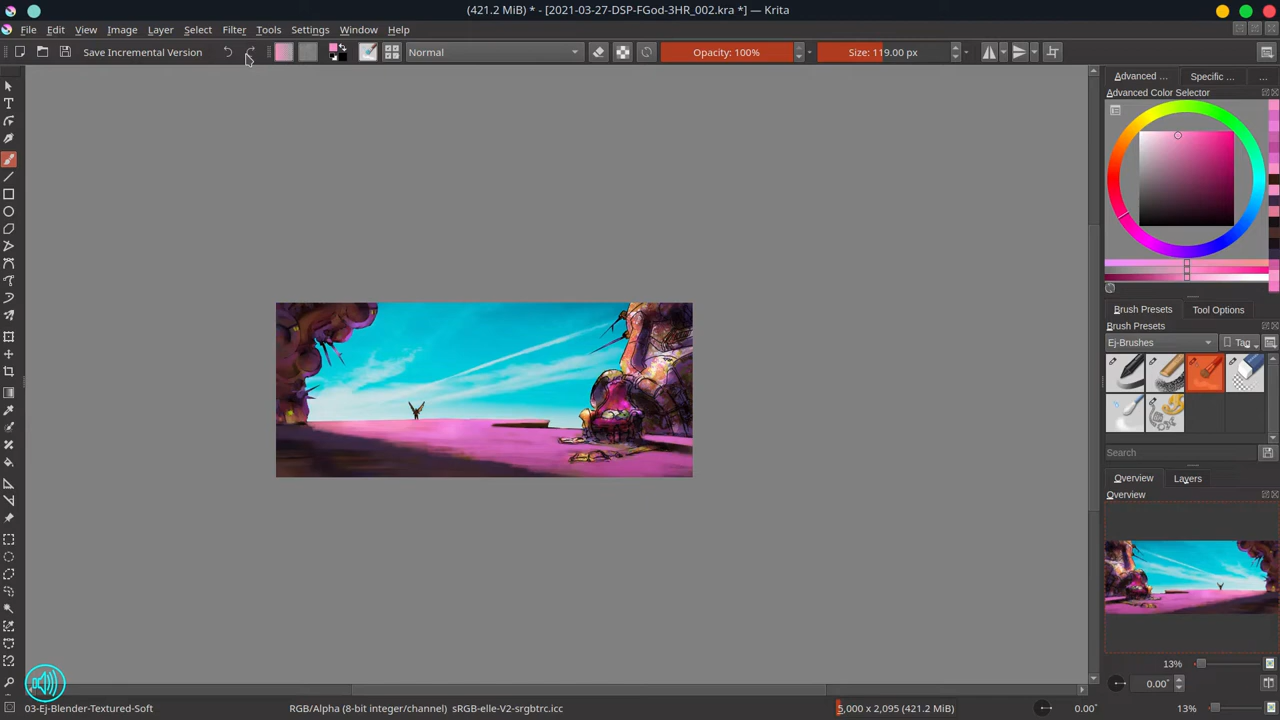 (421.2 MiB) * - [2021-03-27-DSP-FGod-3HR_002.kra *] — Krita
File Edit View Image Layer Select Filter Tools Settings Window Help
Save Incremental Version Normal Opacity: 100% Size: 119.00 px
Advanced ... Specific ... ...
Advanced Color Selector
Brush Presets Tool Options
Brush Presets
Ej-Brushes Tag
Search
Overview Layers
Overview
13%
0.00°
03-Ej-Blender-Textured-Soft RGB/Alpha (8-bit integer/channel) sRGB-elle-V2-srgbtrc.icc 5,000 x 2,095 (421.2 MiB) 0.00° 13%